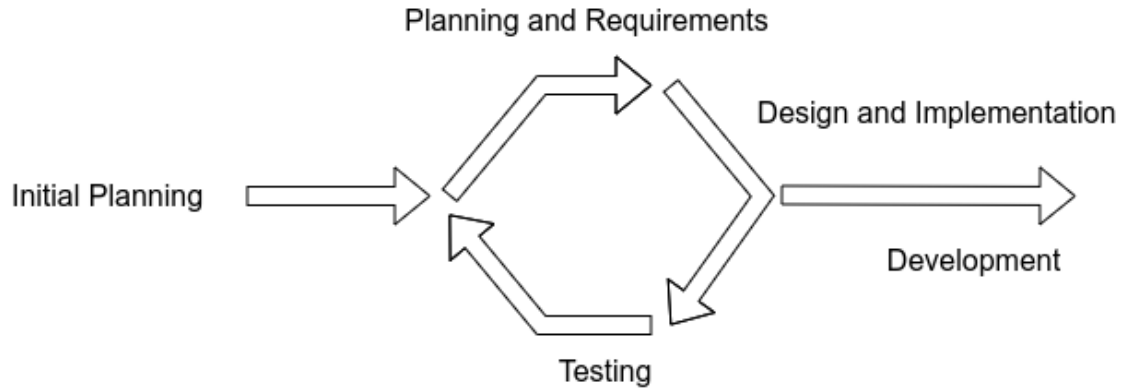 Planning and Requirements
Design and Implementation
Initial Planning
Development
Testing